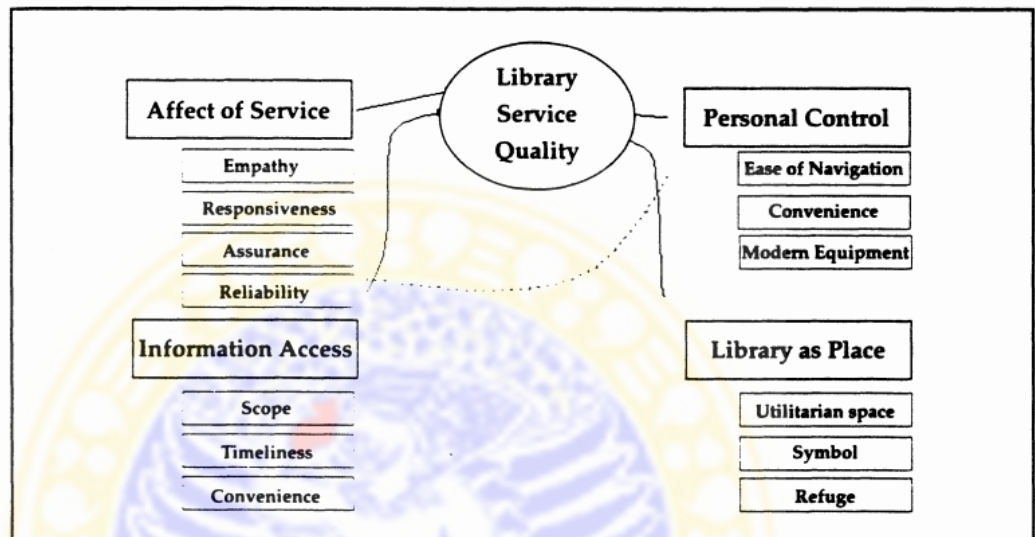 Library
Service
Quality
Affect of Service
Empathy
Responsiveness
Assurance
Reliability
Information Access
Scope
Timeliness
Convenience
Personal Control
Ease of Navigation
Convenience
Modern Equipment
Library as Place
Utilitarian space
Symbol
Refuge